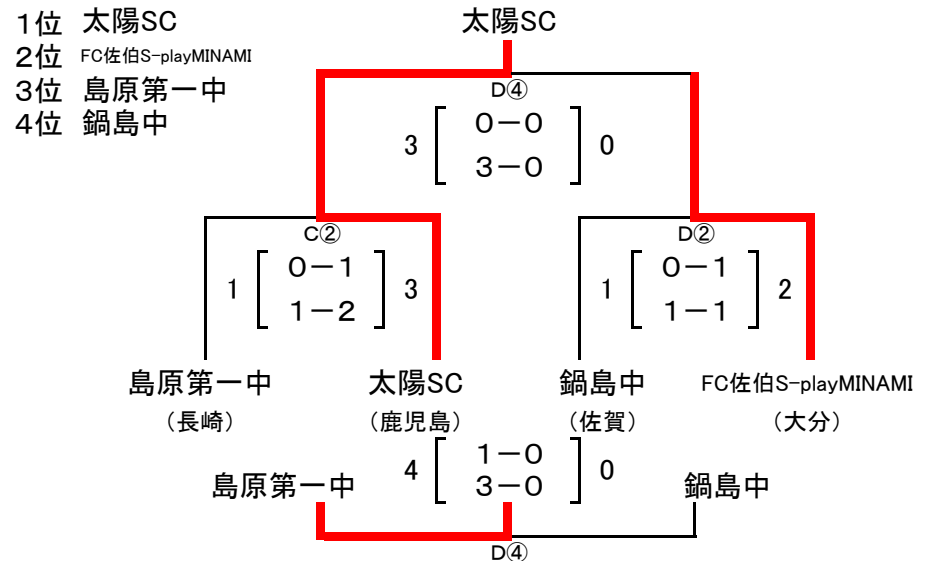 1位 太陽SC
2位 FC佐伯S-playMINAMI
3位 島原第一中
4位 鍋島中
太陽SC
D④
3 [ 0－0 ] 0
3－0
C②
1 [ 0－1 ] 3
1－2
D②
1 [ 0－1 ] 2
1－1
島原第一中 太陽SC 鍋島中 FC佐伯S-playMINAMI
（長崎） （鹿児島） （佐賀） （大分）
島原第一中 4 [ 1－0 ] 0 鍋島中
3－0
D④